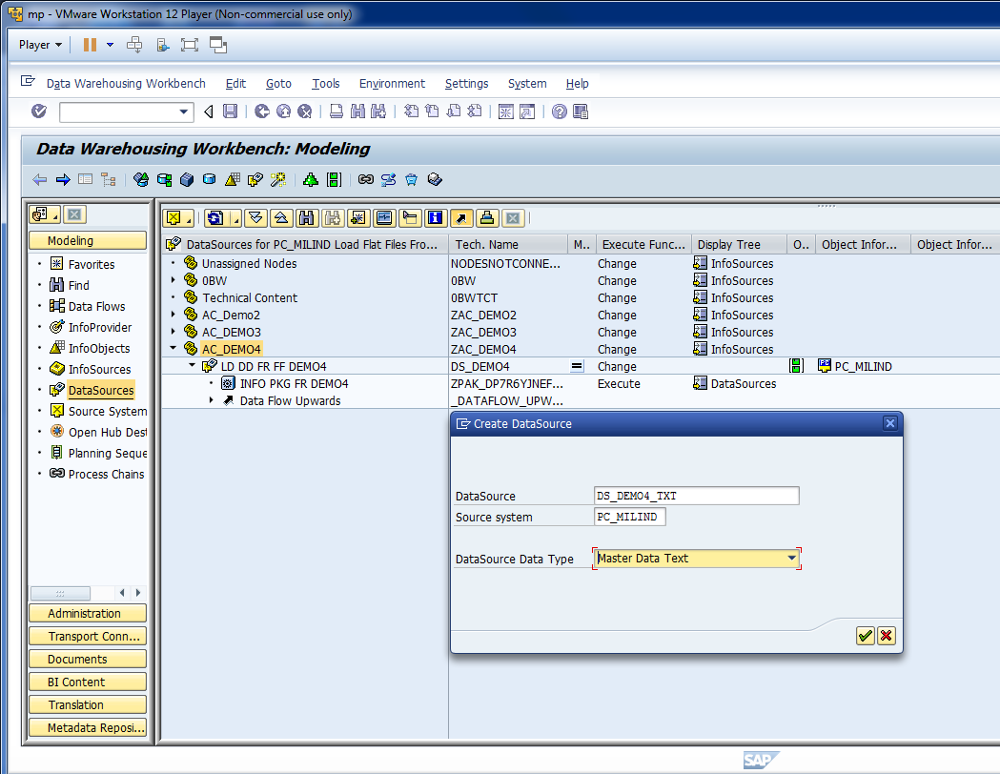 mp - VMware Workstation 12 Player (Non-commercial use only)
Player
Data Warehousing Workbench Edit Goto Tools Environment Settings System Help
Data Warehousing Workbench: Modeling
Modeling
Favorites
Find
Data Flows
InfoProvider
InfoObjects
InfoSources
DataSources
Source System
Open Hub Dest
Planning Seque
Process Chains
Administration
Transport Conn...
Documents
BI Content
Translation
Metadata Reposi...
DataSources for PC_MILIND Load Flat Files Fro... Tech. Name M.. Execute Func... Display Tree O.. Object Infor... Object Infor...
Unassigned Nodes NODESNOTCONNE... Change InfoSources
0BW 0BW Change InfoSources
Technical Content 0BWTCT Change InfoSources
AC_Demo2 ZAC_DEMO2 Change InfoSources
AC_DEMO3 ZAC_DEMO3 Change InfoSources
AC_DEMO4 ZAC_DEMO4 Change InfoSources
LD DD FR FF DEMO4 DS_DEMO4 = Change PC_MILIND
INFO PKG FR DEMO4 ZPAK_DP7R6YJNEF... Execute DataSources
Data Flow Upwards _DATAFLOW_UPW...
Create DataSource
DataSource DS_DEMO4_TXT
Source system PC_MILIND
DataSource Data Type Master Data Text
SAP